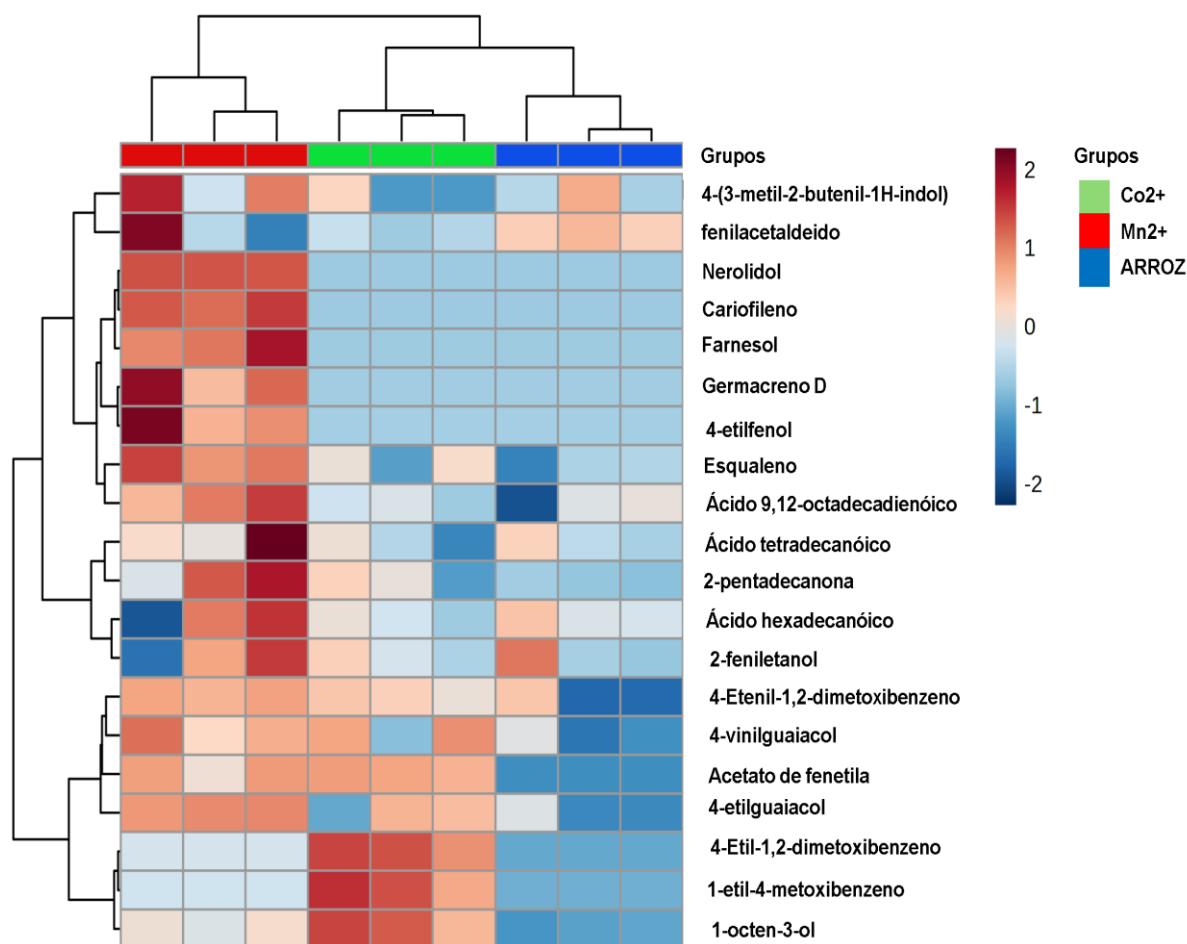 Grupos
4-(3-metil-2-butenil-1H-indol)
fenilacetaldeido
Nerolidol
Cariofileno
Farnesol
Germacreno D
4-etilfenol
Esqualeno
Ácido 9,12-octadecadienóico
Ácido tetradecanóico
2-pentadecanona
Ácido hexadecanóico
2-feniletanol
4-Etenil-1,2-dimetoxibenzeno
4-vinilguaiacol
Acetato de fenetila
4-etilguaiacol
4-Etil-1,2-dimetoxibenzeno
1-etil-4-metoxibenzeno
1-octen-3-ol
2
1
0
-1
-2
Grupos
Co2+
Mn2+
ARROZ